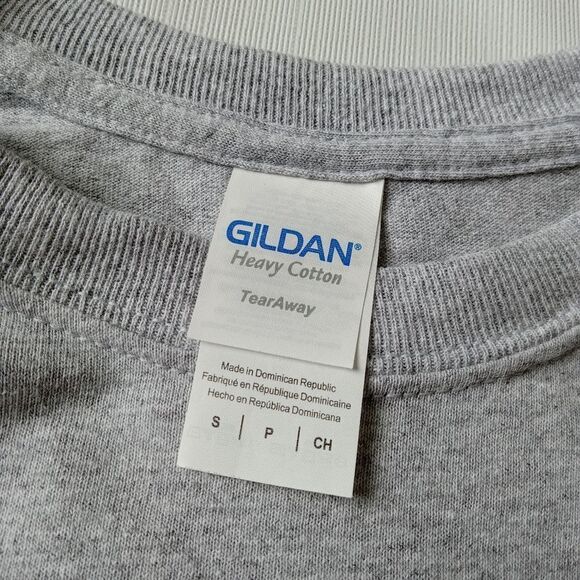 GILDAN®
Heavy Cotton
TearAway
Made in Dominican Republic
Fabriqué en République Dominicaine
Hecho en República Dominicana
S | P | CH